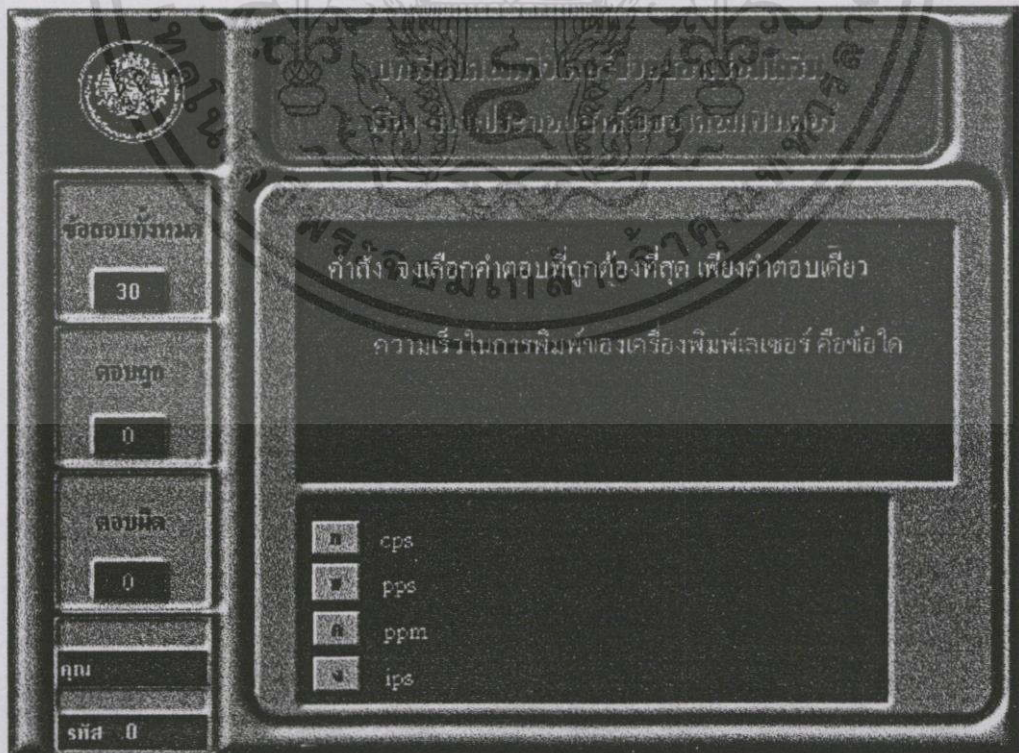 ข้อสอบทั้งหมด
30
ตอบถูก
0
ตอบผิด
0
คุณ
รหัส 0
คำสั่ง จงเลือกคำตอบที่ถูกต้องที่สุด เพียงคำตอบเดียว
ความเร็วในการพิมพ์ของเครื่องพิมพ์เลเซอร์ คือข้อใด
ก cps
ข pps
ค ppm
ง ips